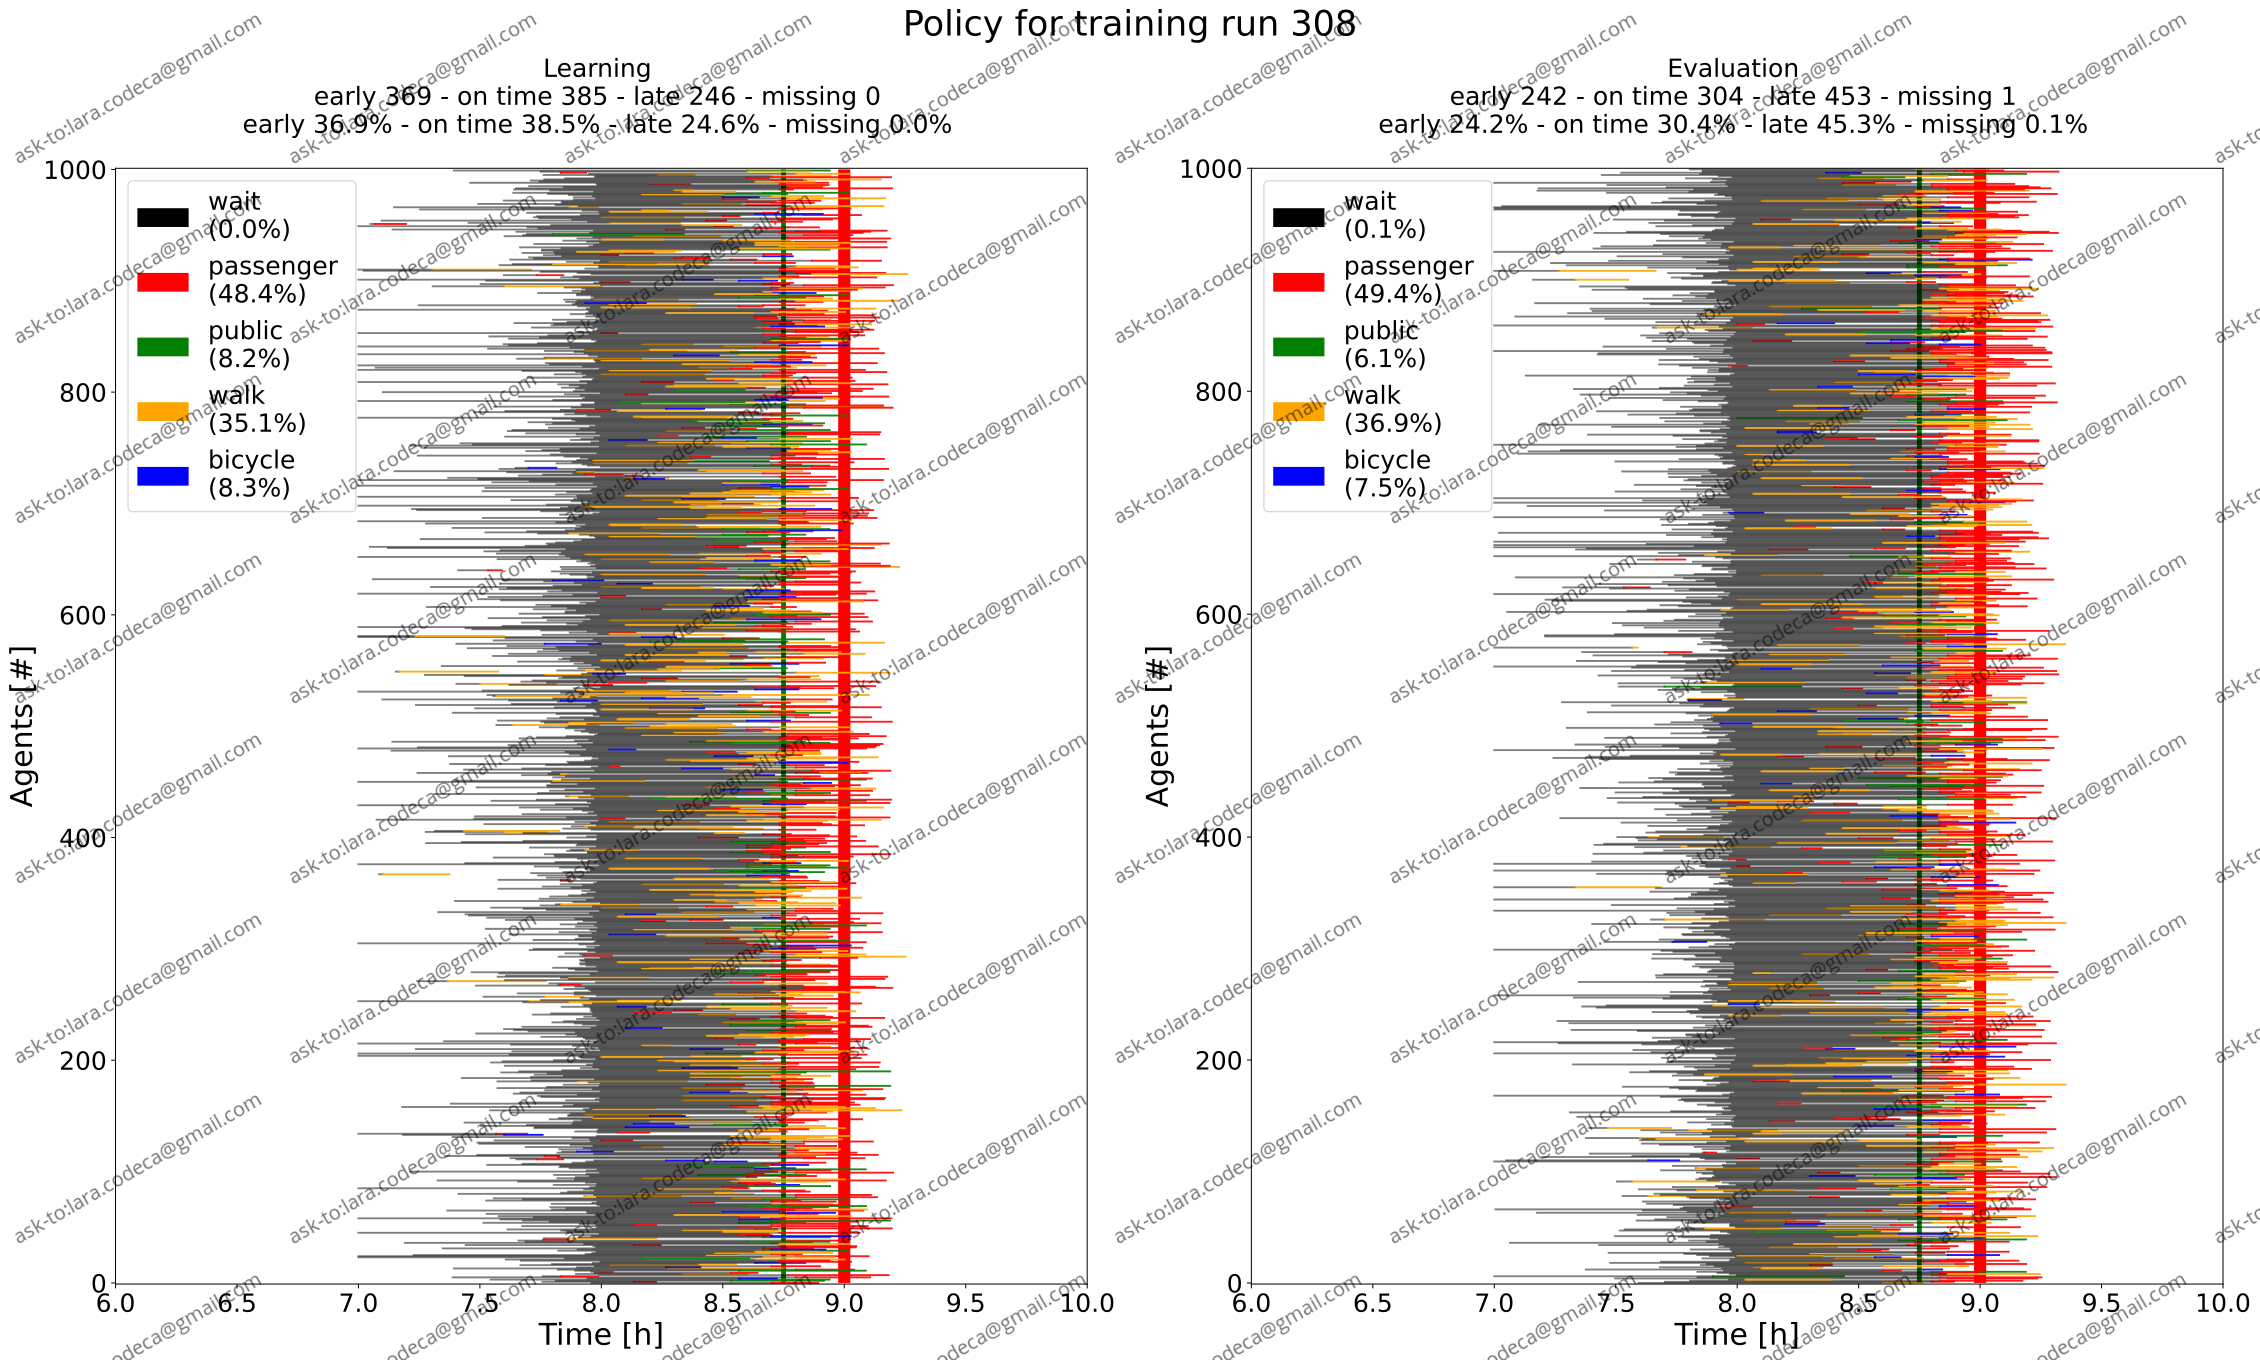 Policy for training run 308
Learning
early 369 - on time 385 - late 246 - missing 0
early 36.9% - on time 38.5% - late 24.6% - missing 0.0%
1000
800
600
400
200
0
Agents [#]
wait
(0.0%)
passenger
(48.4%)
public
(8.2%)
walk
(35.1%)
bicycle
(8.3%)
6.0 6.5 7.0 7.5 8.0 8.5 9.0 9.5 10.0
Time [h]
Evaluation
early 242 - on time 304 - late 453 - missing 1
early 24.2% - on time 30.4% - late 45.3% - missing 0.1%
1000
800
600
400
200
0
Agents [#]
wait
(0.1%)
passenger
(49.4%)
public
(6.1%)
walk
(36.9%)
bicycle
(7.5%)
6.0 6.5 7.0 7.5 8.0 8.5 9.0 9.5 10.0
Time [h]
ask-to:lara.codeca@gmail.com